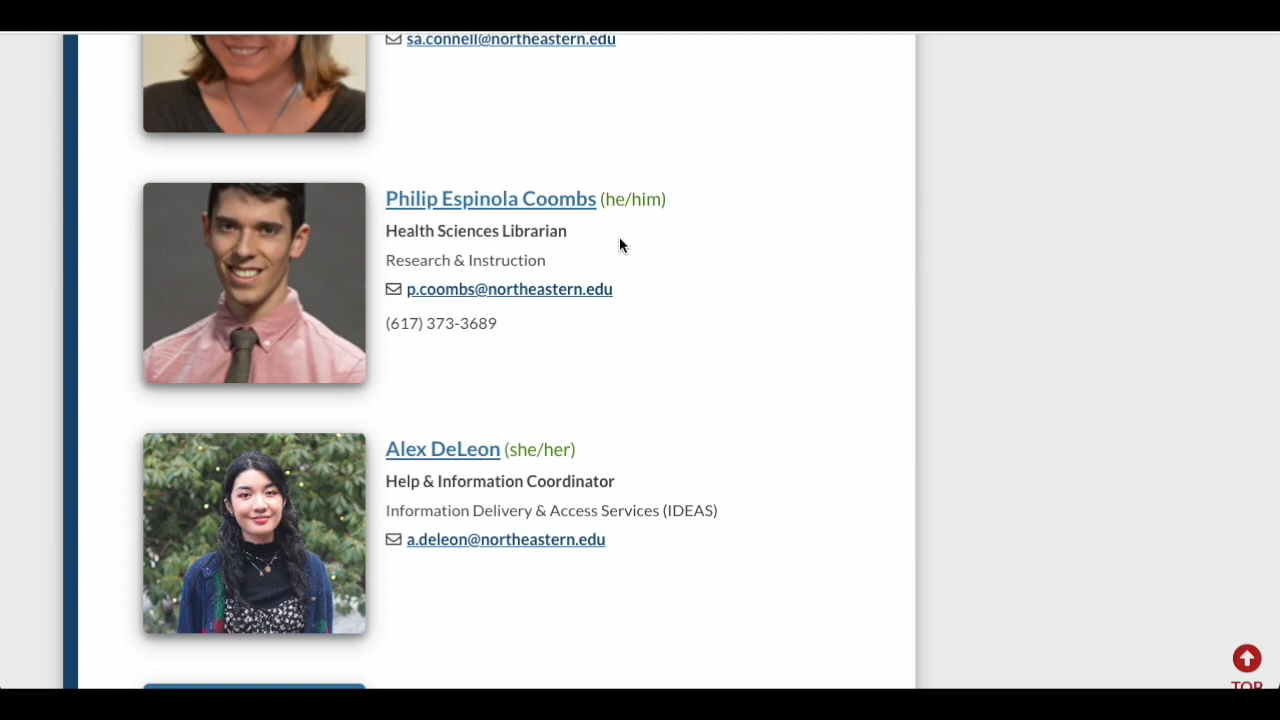 sa.connell@northeastern.edu
Philip Espinola Coombs (he/him)
Health Sciences Librarian
Research & Instruction
p.coombs@northeastern.edu
(617) 373-3689
Alex DeLeon (she/her)
Help & Information Coordinator
Information Delivery & Access Services (IDEAS)
a.deleon@northeastern.edu
TOP